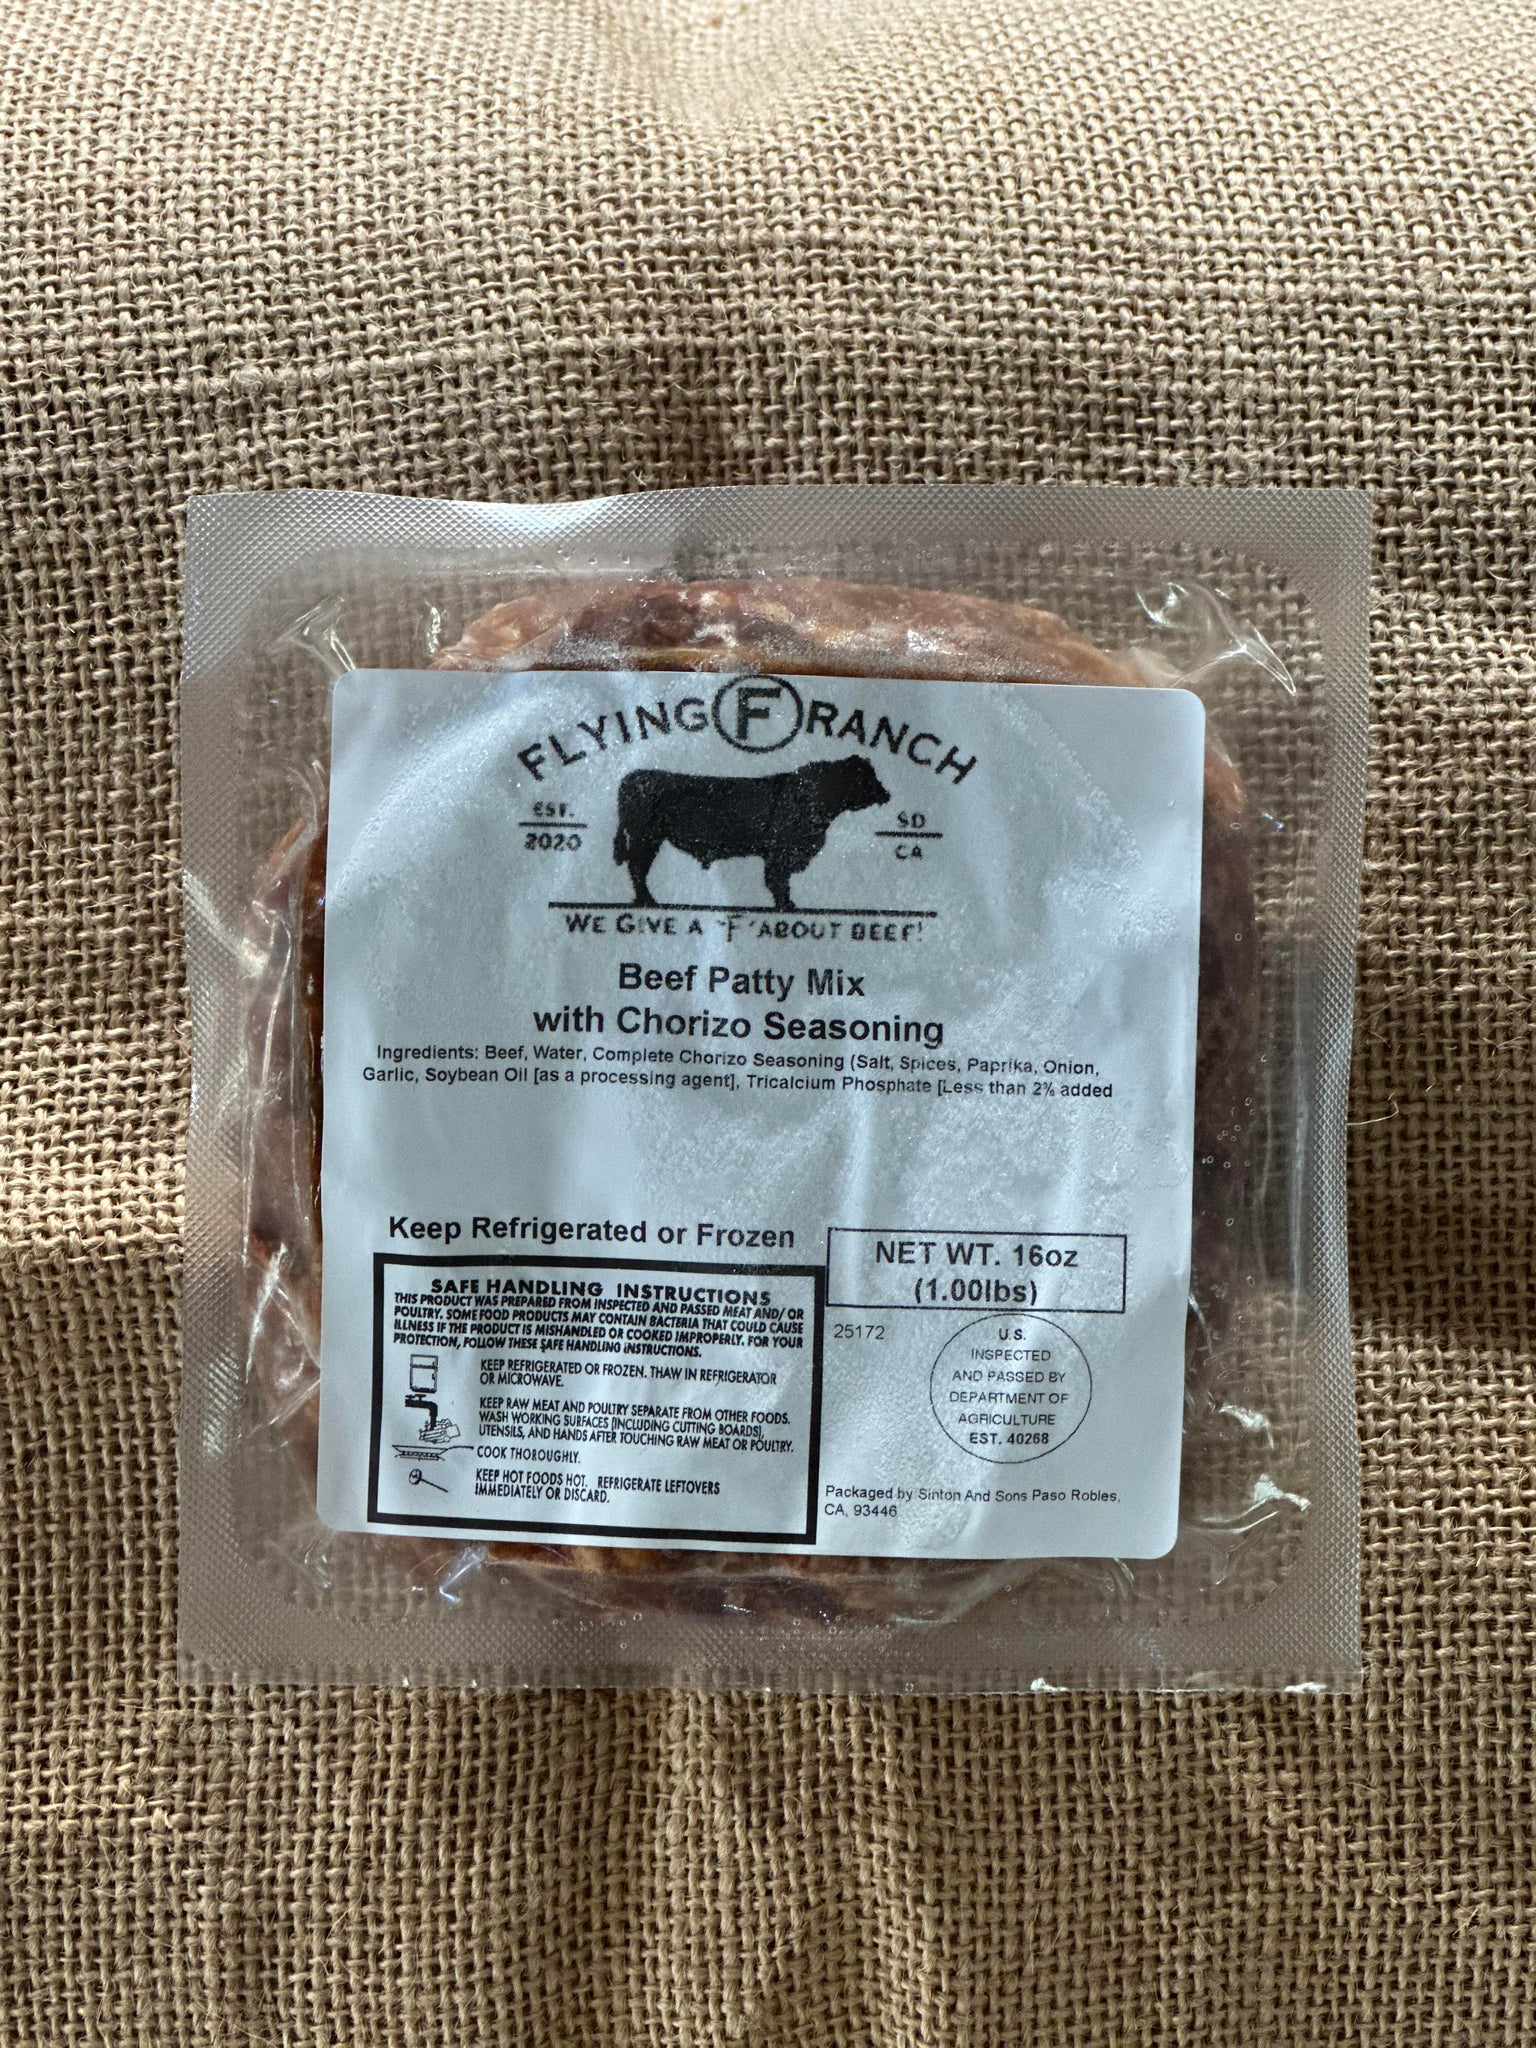 FLYING F RANCH
EST. 2020
SD CA
WE GIVE A "F" ABOUT BEEF!
Beef Patty Mix
with Chorizo Seasoning
Ingredients: Beef, Water, Complete Chorizo Seasoning (Salt, Spices, Paprika, Onion,
Garlic, Soybean Oil [as a processing agent], Tricalcium Phosphate [Less than 2% added
Keep Refrigerated or Frozen
SAFE HANDLING INSTRUCTIONS
THIS PRODUCT WAS PREPARED FROM INSPECTED AND PASSED MEAT AND/OR
POULTRY. SOME FOOD PRODUCTS MAY CONTAIN BACTERIA THAT COULD CAUSE
ILLNESS IF THE PRODUCT IS MISHANDLED OR COOKED IMPROPERLY. FOR YOUR
PROTECTION, FOLLOW THESE SAFE HANDLING INSTRUCTIONS.
KEEP REFRIGERATED OR FROZEN. THAW IN REFRIGERATOR
OR MICROWAVE.
KEEP RAW MEAT AND POULTRY SEPARATE FROM OTHER FOODS.
WASH WORKING SURFACES (INCLUDING CUTTING BOARDS),
UTENSILS, AND HANDS AFTER TOUCHING RAW MEAT OR POULTRY.
COOK THOROUGHLY.
KEEP HOT FOODS HOT. REFRIGERATE LEFTOVERS
IMMEDIATELY OR DISCARD.
NET WT. 16oz
(1.00lbs)
25172
U.S.
INSPECTED
AND PASSED BY
DEPARTMENT OF
AGRICULTURE
EST. 40268
Packaged by Sinton And Sons Paso Robles,
CA, 93446